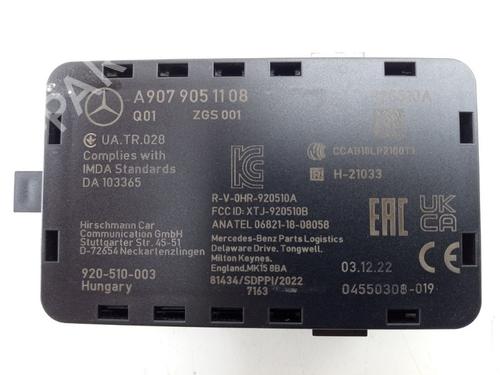 A 907 905 11 08
Q01 ZGS 001
UA.TR.028
Complies with
IMDA Standards
DA 103365
Hirschmann Car
Communication GmbH
Stuttgarter Str. 45-51
D-72654 Neckartenzlingen
920-510-003
Hungary
R-V-0HR-920510A
FCC ID: XTJ-920510B
ANATEL 06821-18-08058
Mercedes-Benz Parts Logistics
Delaware Drive, Tongwell,
Milton Keynes,
England, MK15 8BA
81434/SDPPI/2022
7163
H-21033
EAC
UK
CA
03.12.22
04550308-019